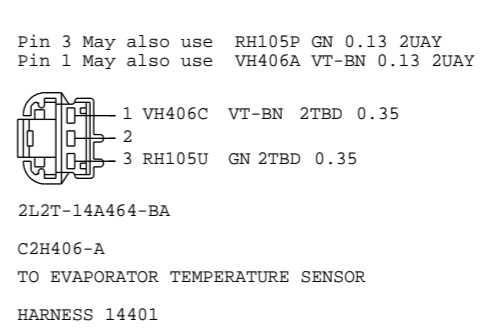 Pin 3 May also use RH105P GN 0.13 2UAY
Pin 1 May also use VH406A VT-BN 0.13 2UAY
1 VH406C VT-BN 2TBD 0.35
2
3 RH105U GN 2TBD 0.35
2L2T-14A464-BA
C2H406-A
TO EVAPORATOR TEMPERATURE SENSOR
HARNESS 14401